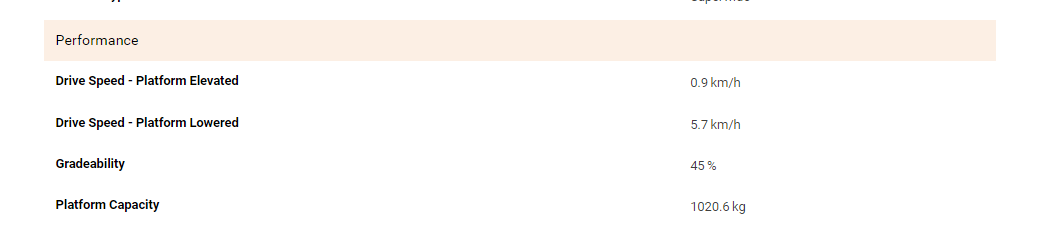 Performance
Drive Speed - Platform Elevated 0.9 km/h
Drive Speed - Platform Lowered 5.7 km/h
Gradeability 45 %
Platform Capacity 1020.6 kg